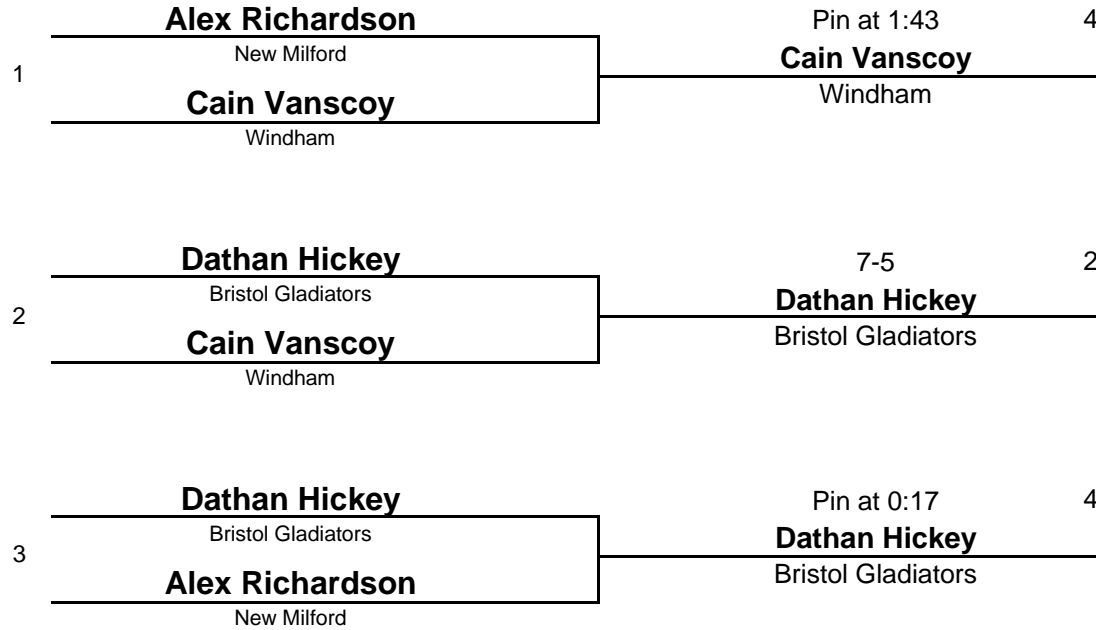 Alex Richardson
New Milford
1
Cain Vanscoy
Windham
Pin at 1:43 4
Cain Vanscoy
Windham
Dathan Hickey
Bristol Gladiators
2
Cain Vanscoy
Windham
7-5 2
Dathan Hickey
Bristol Gladiators
Dathan Hickey
Bristol Gladiators
3
Alex Richardson
New Milford
Pin at 0:17 4
Dathan Hickey
Bristol Gladiators